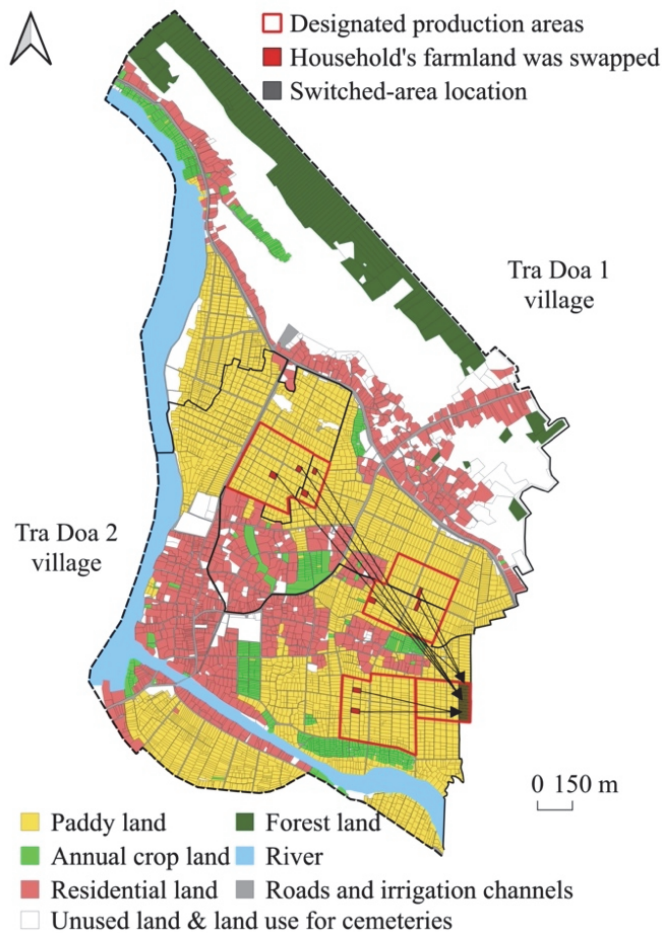 Designated production areas
Household's farmland was swapped
Switched-area location
Tra Doa 1
village
Tra Doa 2
village
0 150 m
Paddy land
Forest land
Annual crop land
River
Residential land
Roads and irrigation channels
Unused land & land use for cemeteries